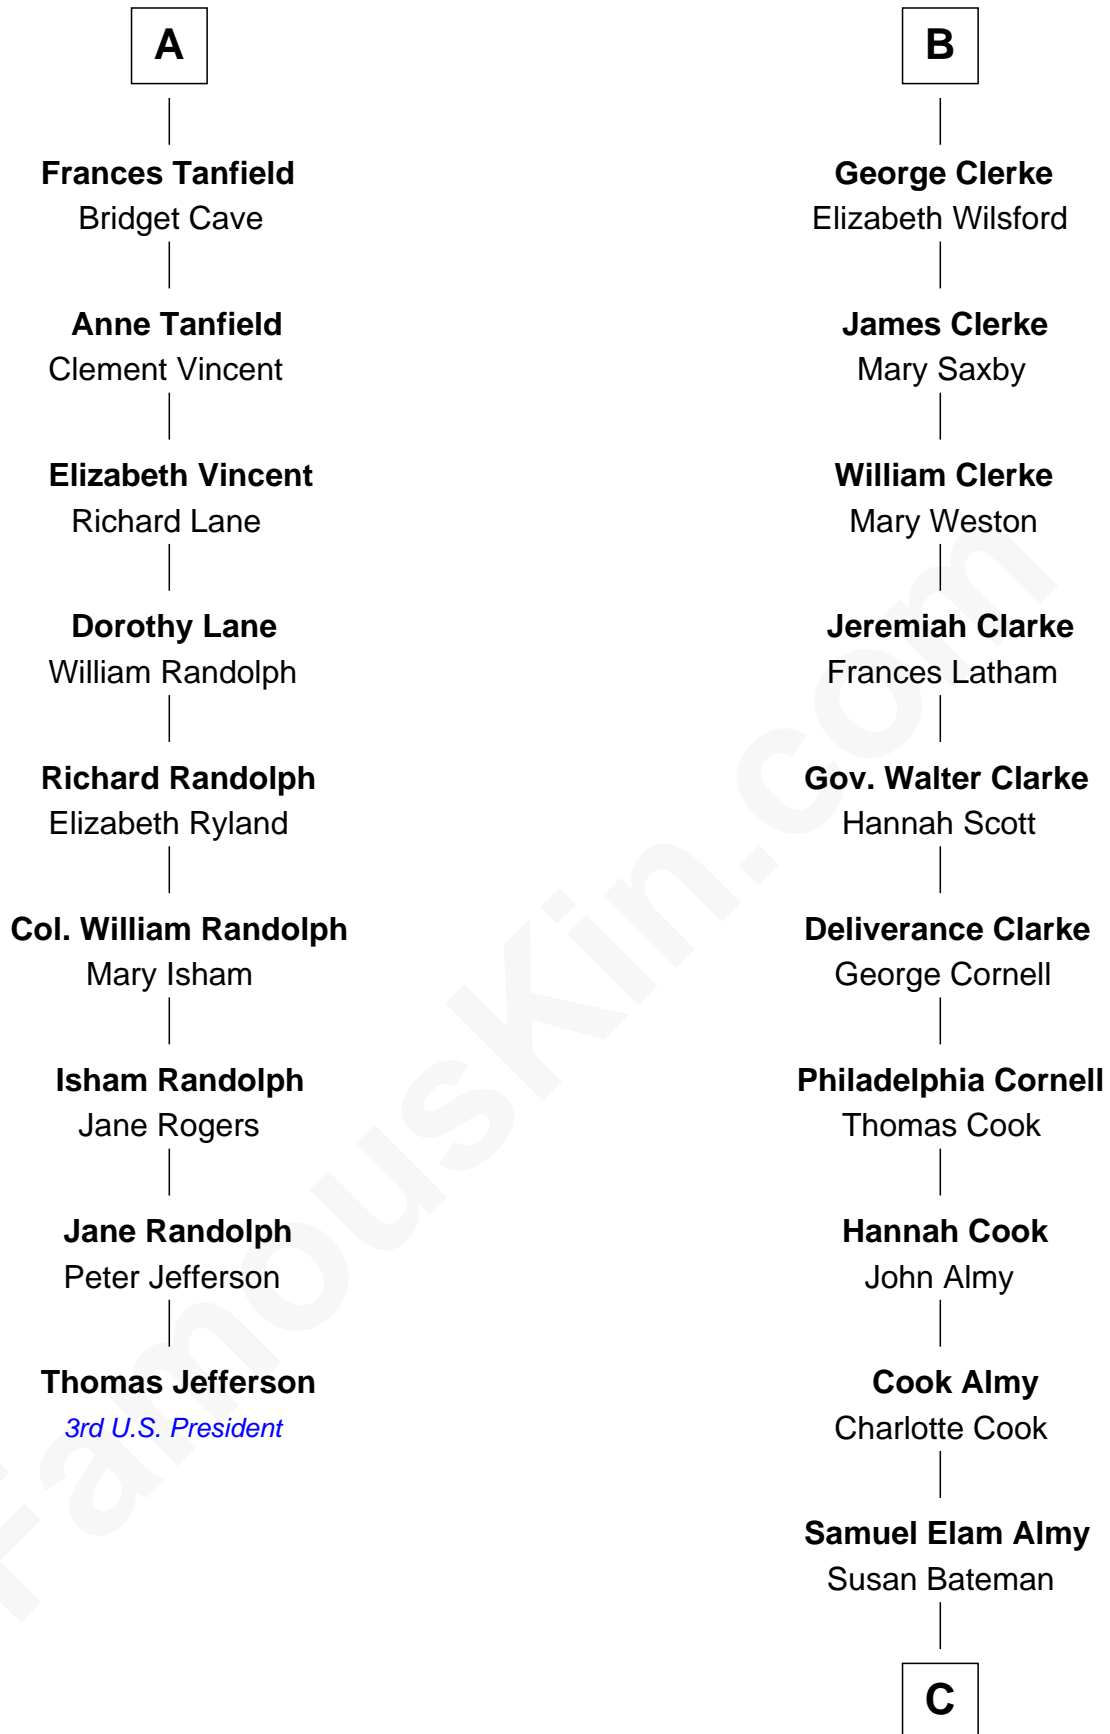 A
Frances Tanfield
Bridget Cave
Anne Tanfield
Clement Vincent
Elizabeth Vincent
Richard Lane
Dorothy Lane
William Randolph
Richard Randolph
Elizabeth Ryland
Col. William Randolph
Mary Isham
Isham Randolph
Jane Rogers
Jane Randolph
Peter Jefferson
Thomas Jefferson
3rd U.S. President
B
George Clerke
Elizabeth Wilsford
James Clerke
Mary Saxby
William Clerke
Mary Weston
Jeremiah Clarke
Frances Latham
Gov. Walter Clarke
Hannah Scott
Deliverance Clarke
George Cornell
Philadelphia Cornell
Thomas Cook
Hannah Cook
John Almy
Cook Almy
Charlotte Cook
Samuel Elam Almy
Susan Bateman
C
FamousKin.com